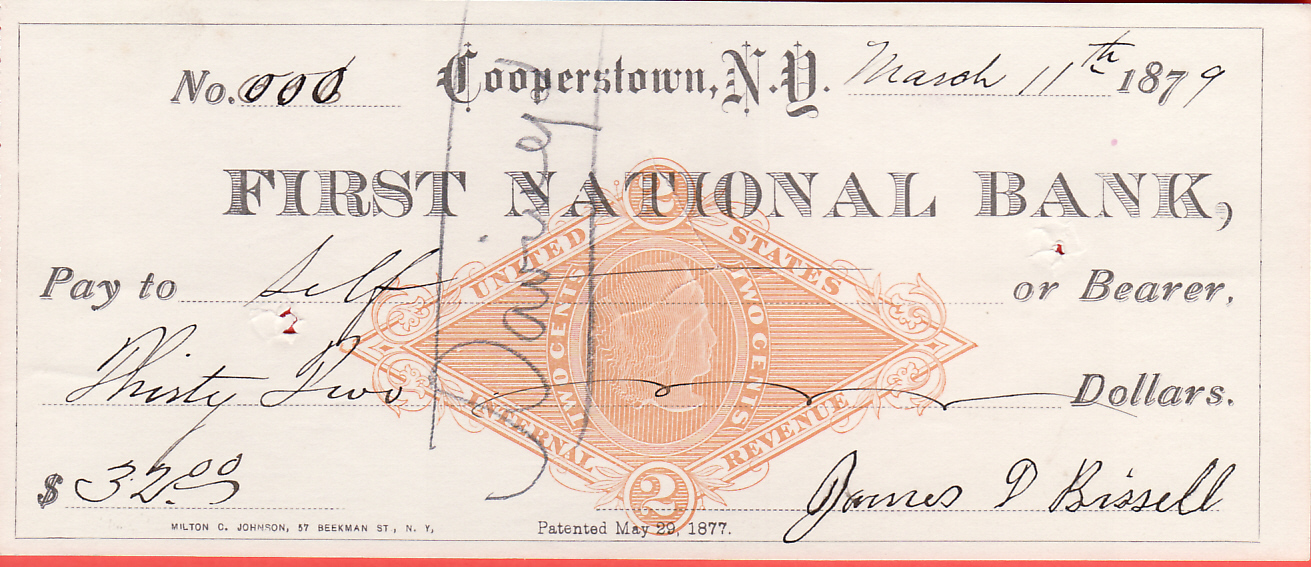 No. 000 Cooperstown, N.Y. March 11th 1879
FIRST NATIONAL BANK,
Pay to Self or Bearer,
Thirty Two Dollars.
$ 32.00
James D Bissell
MILTON C. JOHNSON, 57 BEEKMAN ST, N. Y,
Patented May 29, 1877.
2
UNITED STATES
TWO CENTS
TWO CENTS
INTERNAL REVENUE
2